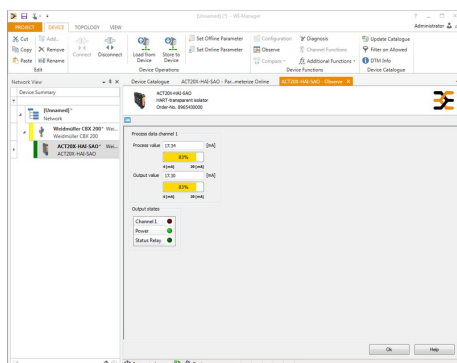 [Unnamed] (*) - WI-Manager
PROJECT DEVICE TOPOLOGY VIEW
Administrator
Cut Add... Set Offline Parameter Configuration Diagnosis Update Catalogue
Copy Remove Connect Disconnect Load from Device Store to Device Set Online Parameter Observe Channel Functions Filter on Allowed
Paste Rename Compare Additional Functions DTM Info
Edit Device Operations Device Functions Device Catalogue
Network View Device Catalogue ACT20X-HAI-SAO - Par...meterize Online ACT20X-HAI-SAO - Observe
Device Summary
ACT20X-HAI-SAO
HART-transparent isolator
Order-No. 8965430000
[Unnamed]*
Network
Weidmüller CBX 200* Wei...
Weidmüller CBX 200
ACT20X-HAI-SAO* Wei...
ACT20X-HAI-SAO
Process data channel 1
Process value 17.34 [mA]
83%
4 [mA] 20 [mA]
Output value 17.30 [mA]
83%
4 [mA] 20 [mA]
Output states
Channel 1
Power
Status Relay
Ok Help